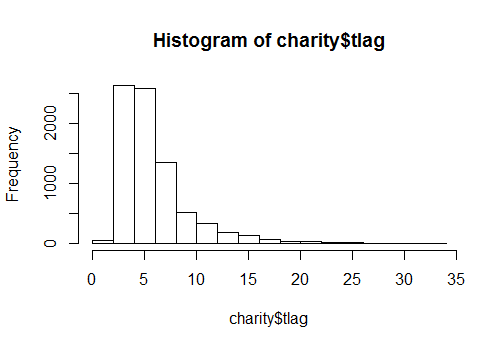 Histogram of charity$tlag
Frequency
2000
1000
0
0 5 10 15 20 25 30 35
charity$tlag